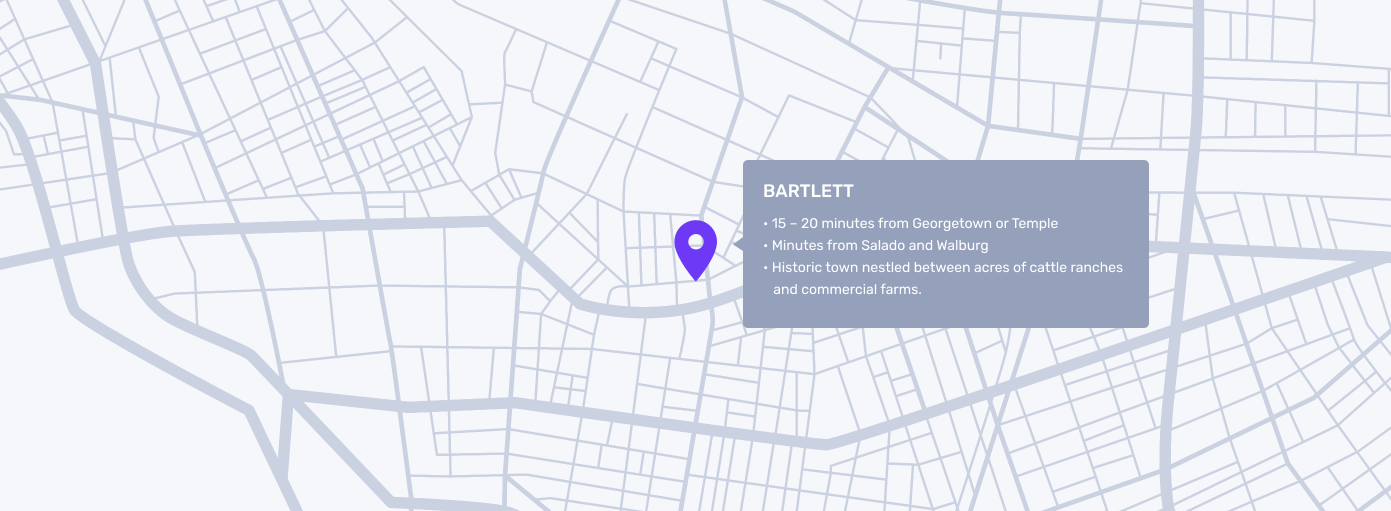 BARTLETT
• 15 – 20 minutes from Georgetown or Temple
• Minutes from Salado and Walburg
• Historic town nestled between acres of cattle ranches
and commercial farms.